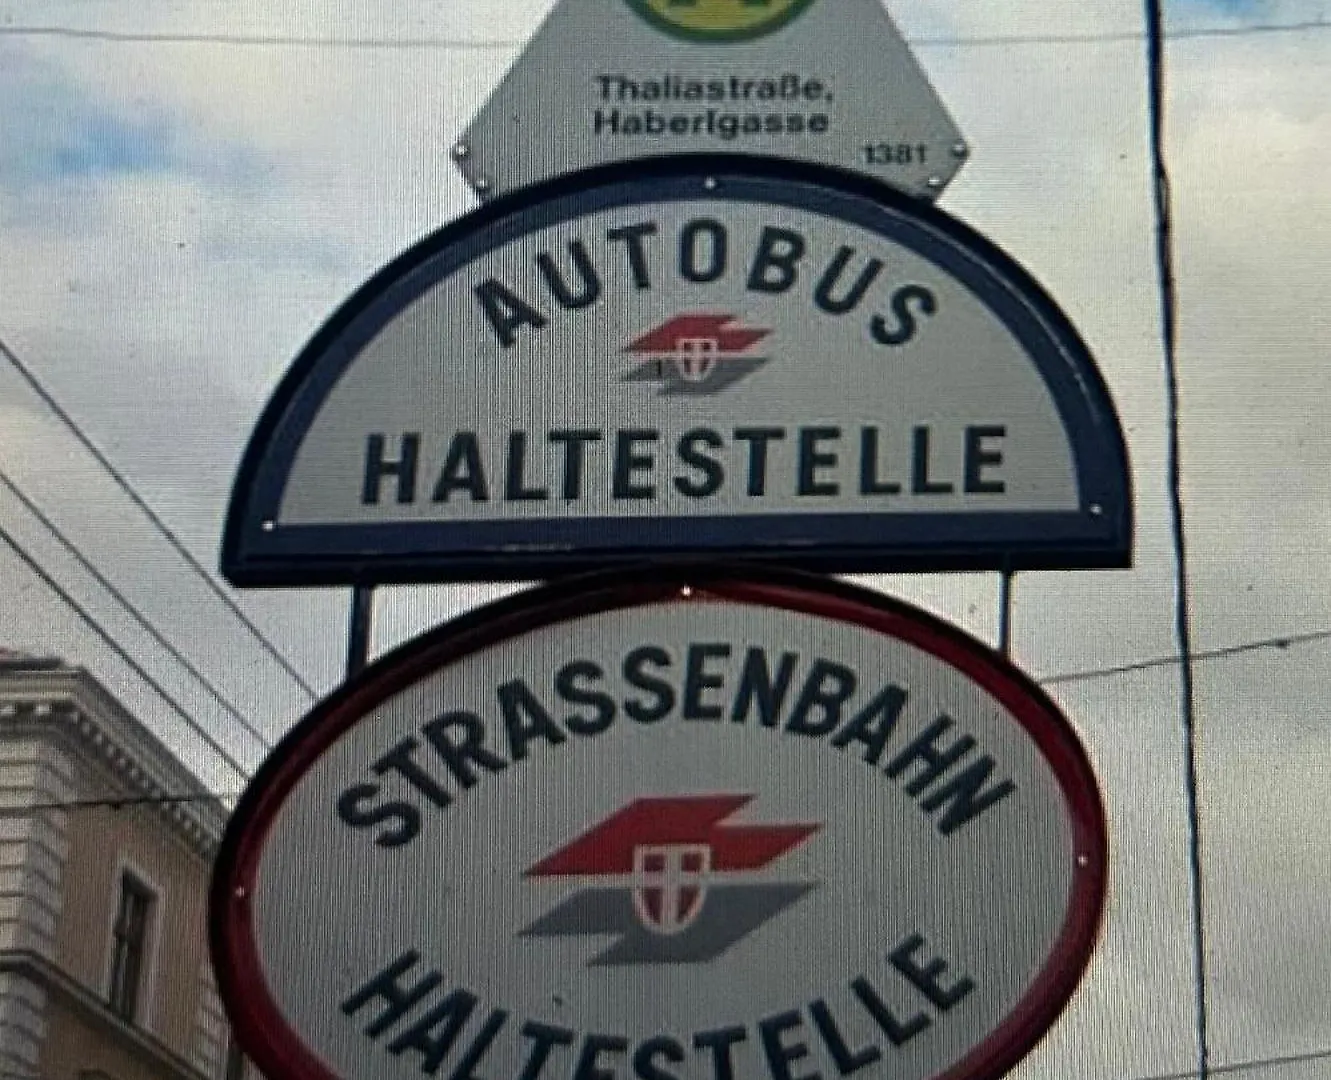 Thaliastraße,
Haberlgasse
1381
AUTOBUS
HALTESTELLE
STRASSENBAHN
HALTESTELLE